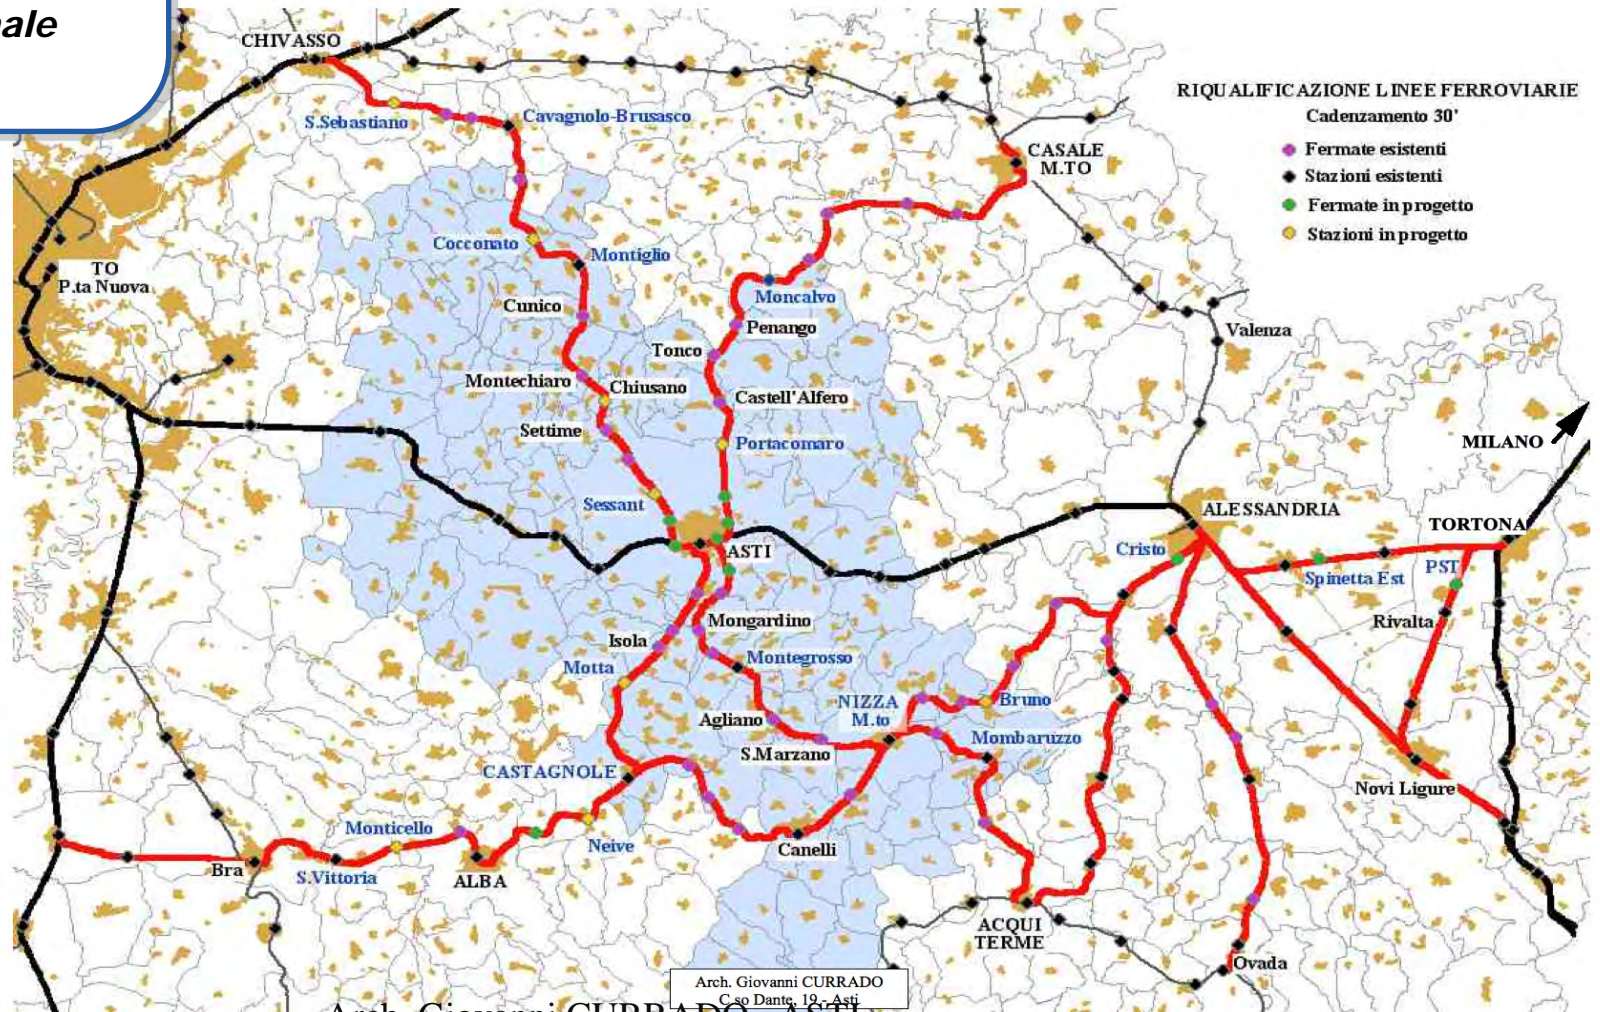 ale
CHIVASSO
S.Sebastiano
Cavagnolo-Brusasco
RIQUALIFICAZIONE LINEE FERROVIARIE
Cadenzamento 30'
Fermate esistenti
Stazioni esistenti
Fermate in progetto
Stazioni in progetto
CASALE
M.TO
Cocconato
Montiglio
TO
P.ta Nuova
Moncalvo
Cunico
Penango
Valenza
Tonco
Montechiaro
Chiusano
Castell'Alfero
Settime
Portacomaro
MILANO
Sessant
ALESSANDRIA
TORTONA
ASTI
Cristo
PST
Spinetta Est
Mongardino
Rivalta
Isola
Montegrosso
Motta
NIZZA
M.to
Bruno
Agliano
Mombaruzzo
S.Marzano
CASTAGNOLE
Novi Ligure
Monticello
Neive
Canelli
Bra
S.Vittoria
ALBA
ACQUI
TERME
Ovada
Arch. Giovanni CURRADO
C.so Dante, 19 - Asti
Arch. Giovanni CURRADO - ASTI